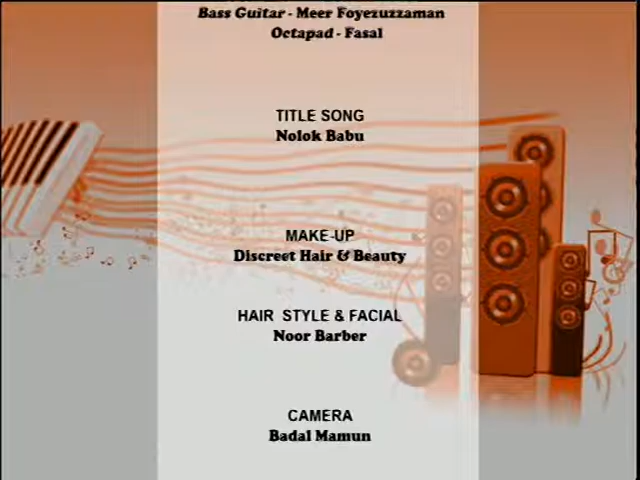 Bass Guitar - Meer Foyezuzzaman
Octapad - Fasal
TITLE SONG
Nolok Babu
MAKE-UP
Discreet Hair & Beauty
HAIR STYLE & FACIAL
Noor Barber
CAMERA
Badal Mamun